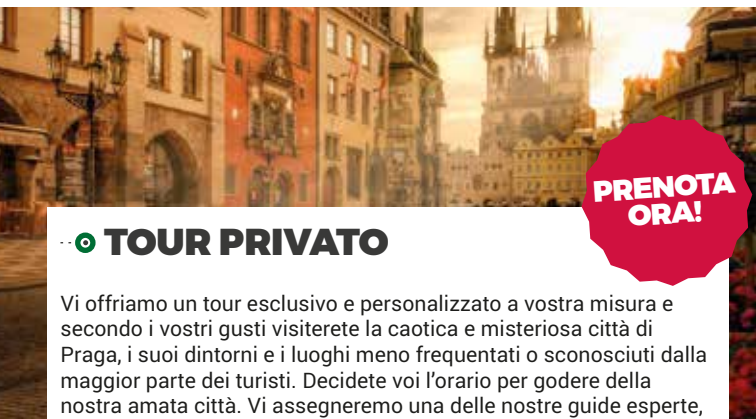 PRENOTA
ORA!
TOUR PRIVATO
Vi offriamo un tour esclusivo e personalizzato a vostra misura e
secondo i vostri gusti visiterete la caotica e misteriosa città di
Praga, i suoi dintorni e i luoghi meno frequentati o sconosciuti dalla
maggior parte dei turisti. Decidete voi l'orario per godere della
nostra amata città. Vi assegneremo una delle nostre guide esperte,